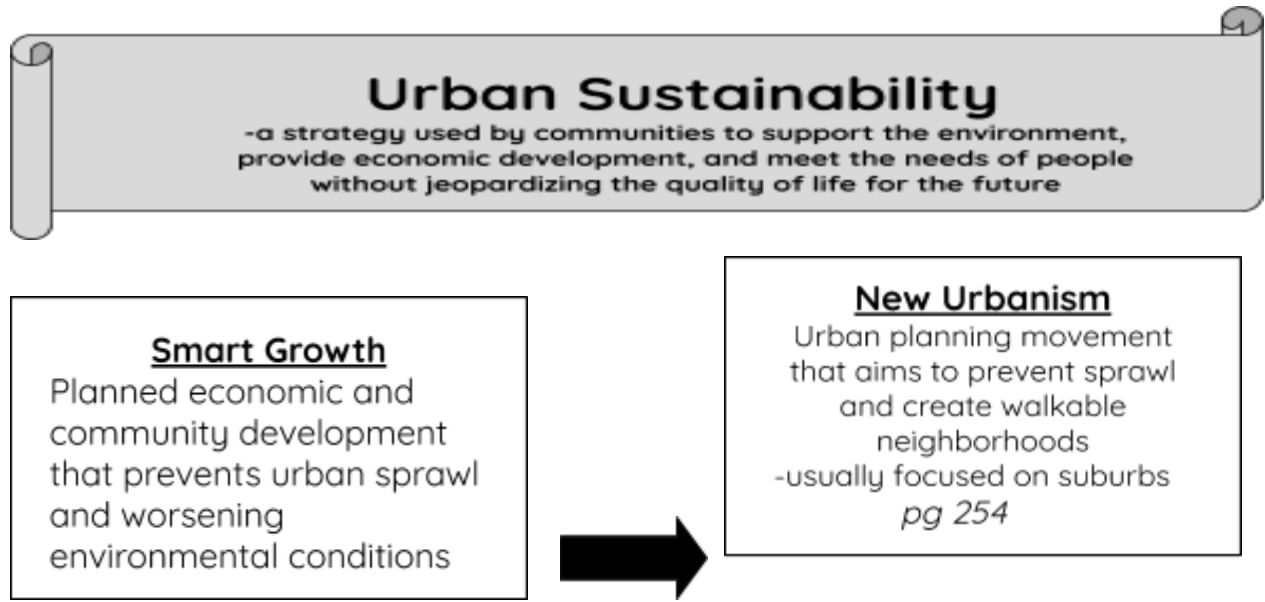 Urban Sustainability
-a strategy used by communities to support the environment,
provide economic development, and meet the needs of people
without jeopardizing the quality of life for the future
Smart Growth
Planned economic and
community development
that prevents urban sprawl
and worsening
environmental conditions
New Urbanism
Urban planning movement
that aims to prevent sprawl
and create walkable
neighborhoods
-usually focused on suburbs
pg 254